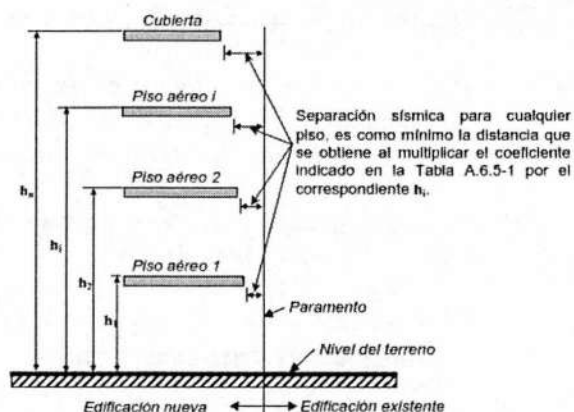 Cubierta
Piso aéreo i
Separación sísmica para cualquier
piso, es como mínimo la distancia que
se obtiene al multiplicar el coeficiente
indicado en la Tabla A.6.5-1 por el
correspondiente hᵢ.
Piso aéreo 2
hₙ
hᵢ
h₂
Piso aéreo 1
h₁
Paramento
Nivel del terreno
Edificación nueva
Edificación existente